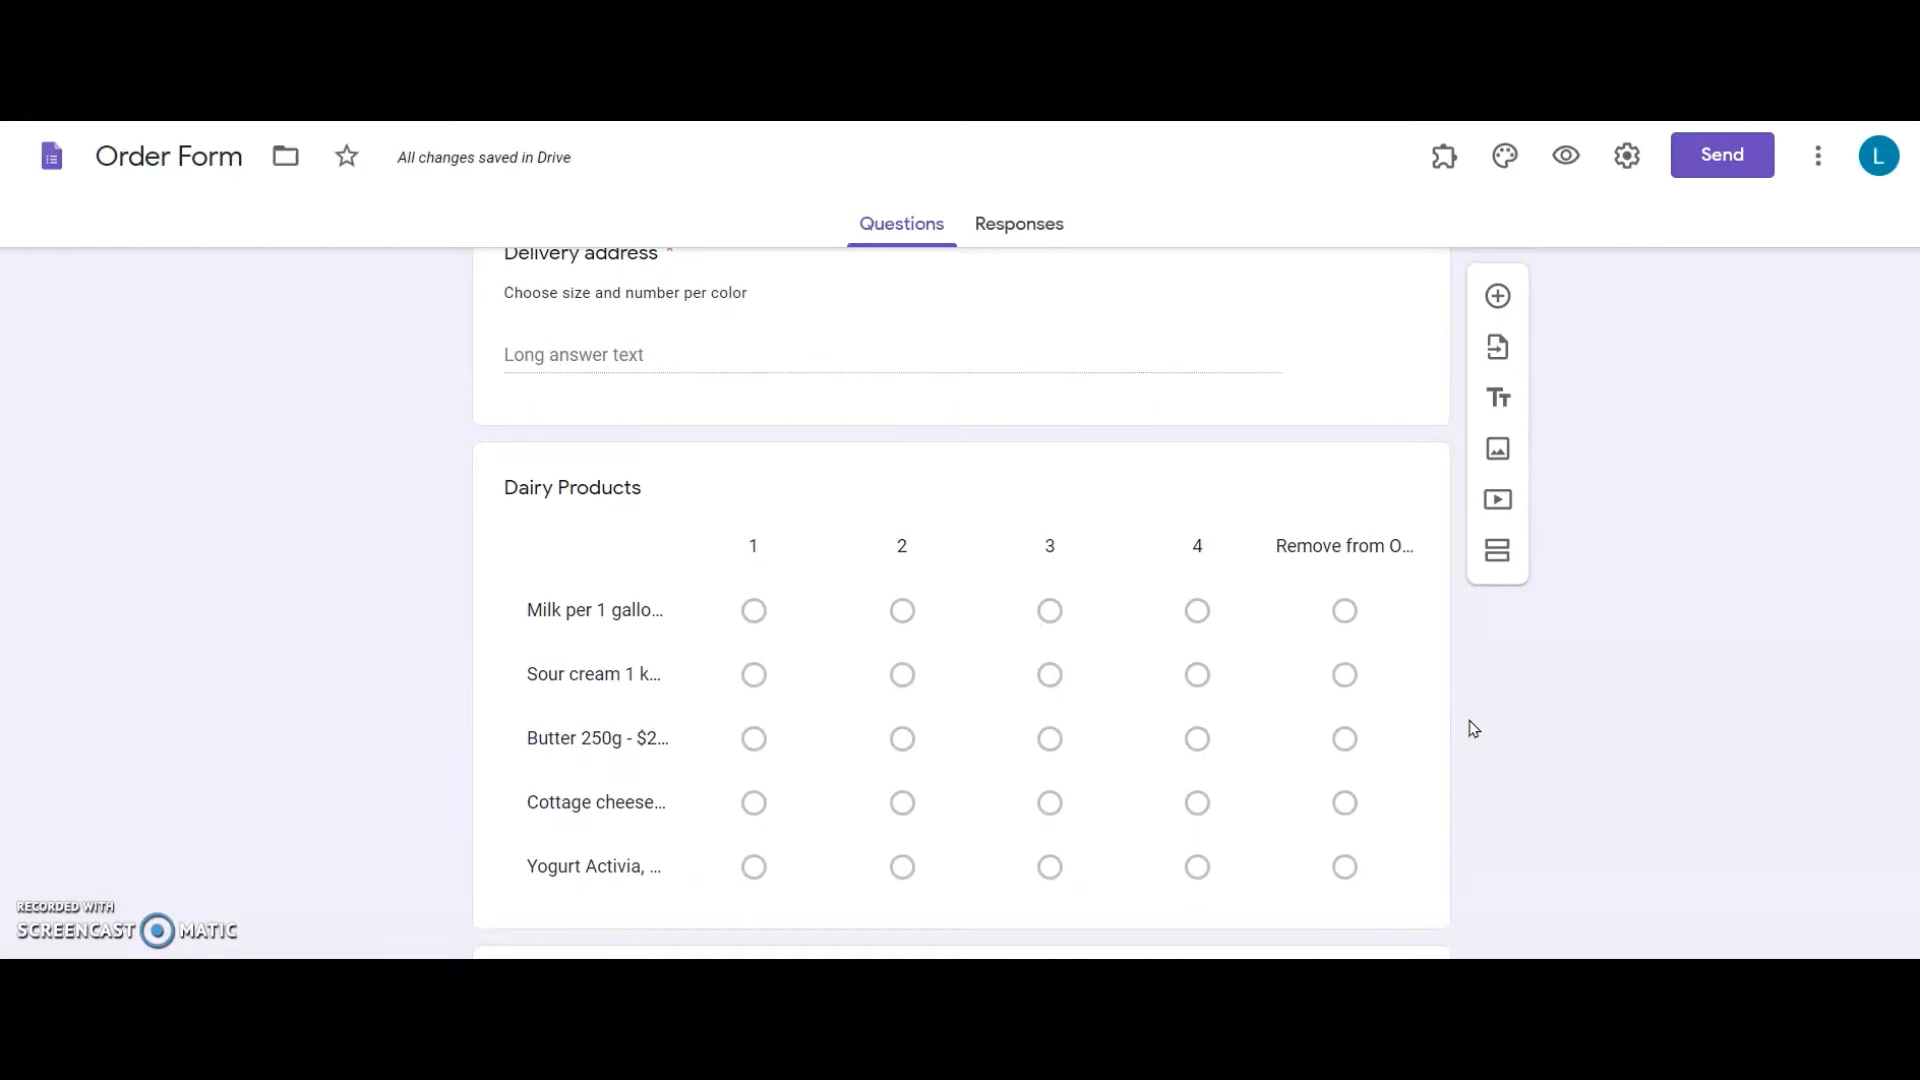 Order Form
All changes saved in Drive
Send
L
Questions
Responses
Delivery address *
Choose size and number per color
Long answer text
Dairy Products
1 2 3 4 Remove from O...
Milk per 1 gallo...
Sour cream 1 k...
Butter 250g - $2...
Cottage cheese...
Yogurt Activia, ...
RECORDED WITH
SCREENCAST MATIC